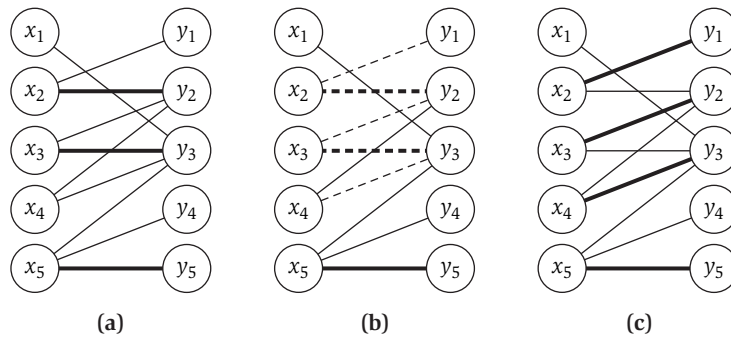 x1 y1 x1 y1 x1 y1
x2 y2 x2 y2 x2 y2
x3 y3 x3 y3 x3 y3
x4 y4 x4 y4 x4 y4
x5 y5 x5 y5 x5 y5
(a) (b) (c)